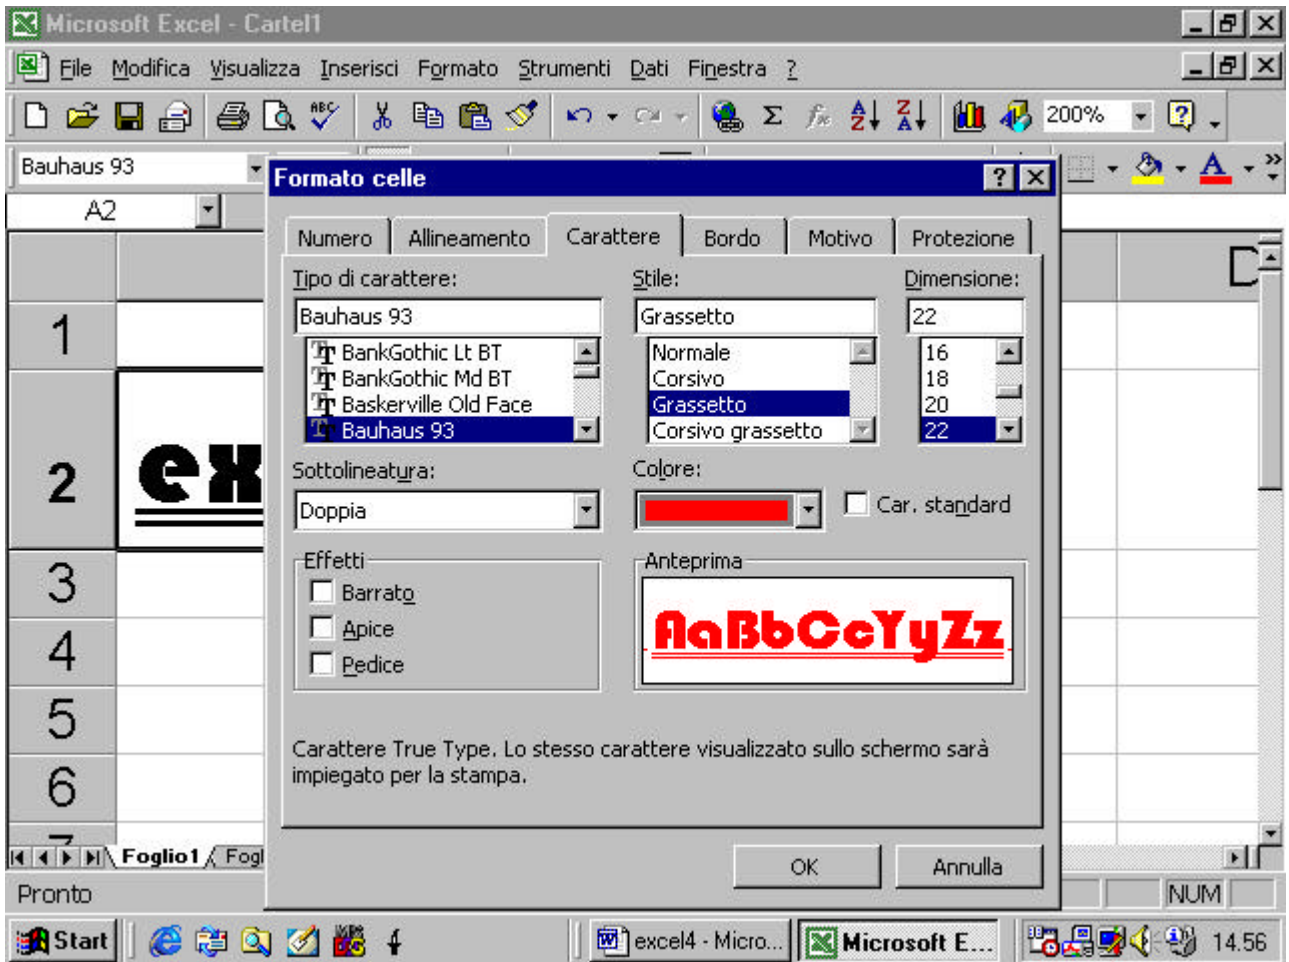 Microsoft Excel - Cartel1
File Modifica Visualizza Inserisci Formato Strumenti Dati Finestra ?
ABC Σ fx A Z Z A 200% ?
Bauhaus 93 A »
A2
Formato celle ?
Numero Allineamento Carattere Bordo Motivo Protezione
Tipo di carattere: Stile: Dimensione:
Bauhaus 93 Grassetto 22
BankGothic Lt BT Normale 16
BankGothic Md BT Corsivo 18
Baskerville Old Face Grassetto 20
Bauhaus 93 Corsivo grassetto 22
Sottolineatura: Colore:
Doppia Car. standard
Effetti Anteprima
Barrato
Apice
Pedice
AaBbCcYyZz
Carattere True Type. Lo stesso carattere visualizzato sullo schermo sarà
impiegato per la stampa.
OK Annulla
D
1
2 ex
3
4
5
6
Foglio1 Fogl
Pronto NUM
Start excel4 - Micro... Microsoft E... 14.56